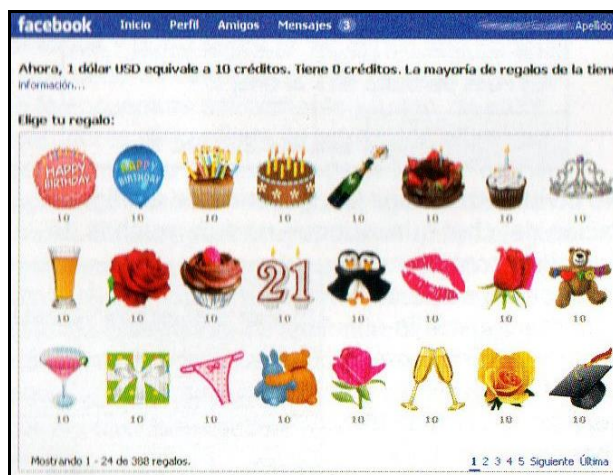 facebook Inicio Perfil Amigos Mensajes 3 Apellido
Ahora, 1 dólar USD equivale a 10 créditos. Tiene 0 créditos. La mayoría de regalos de la
información...
Elige tu regalo:
HAPPY BIRTHDAY HAPPY BIRTHDAY
10 10 10 10 10 10 10 10
21
10 10 10 10 10 10 10 10
10 10 10 10 10 10 10 10
Mostrando 1 - 24 de 388 regalos. 1 2 3 4 5 Siguiente Última